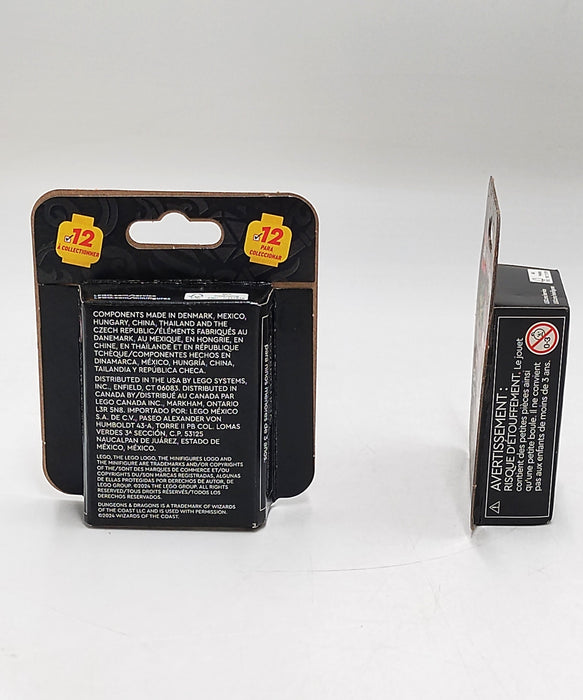 12
À COLLECTIONNER
12
PARA
COLECCIONAR
COMPONENTS MADE IN DENMARK, MEXICO,
HUNGARY, CHINA, THAILAND AND THE
CZECH REPUBLIC/ÉLÉMENTS FABRIQUÉS AU
DANEMARK, AU MEXIQUE, EN HONGRIE, EN
CHINE, EN THAÏLANDE ET EN RÉPUBLIQUE
TCHÈQUE/COMPONENTES HECHOS EN
DINAMARCA, MÉXICO, HUNGRÍA, CHINA,
TAILANDIA Y REPÚBLICA CHECA.
DISTRIBUTED IN THE USA BY LEGO SYSTEMS,
INC., ENFIELD, CT 06083. DISTRIBUTED IN
CANADA BY/DISTRIBUÉ AU CANADA PAR
LEGO CANADA INC., MARKHAM, ONTARIO
L3R 5N8. IMPORTADO POR: LEGO MÉXICO
S.A. DE C.V., PASEO ALEXANDER VON
HUMBOLDT 43-A, TORRE II PB COL. LOMAS
VERDES 3ª SECCIÓN, C.P. 53125
NAUCALPAN DE JUÁREZ, ESTADO DE
MÉXICO, MÉXICO.
LEGO, THE LEGO LOGO, THE MINIFIGURES LOGO AND
THE MINIFIGURE ARE TRADEMARKS AND/OR COPYRIGHTS
OF THE/SONT DES MARQUES DE COMMERCE ET/OU
COPYRIGHTS DU/SON MARCAS REGISTRADAS, ALGUNAS
DE ELLAS PROTEGIDAS POR DERECHOS DE AUTOR, DE
LEGO GROUP. ©2024 THE LEGO GROUP. ALL RIGHTS
RESERVED/TOUS DROITS RÉSERVÉS/TODOS LOS
DERECHOS RESERVADOS.
DUNGEONS & DRAGONS IS A TRADEMARK OF WIZARDS
OF THE COAST LLC AND IS USED WITH PERMISSION.
©2024 WIZARDS OF THE COAST.
AVERTISSEMENT :
RISQUE D'ÉTOUFFEMENT. Le jouet
contient des petites pièces ainsi
qu'une petite boule. Il ne convient
pas aux enfants de moins de 3 ans.
0-3